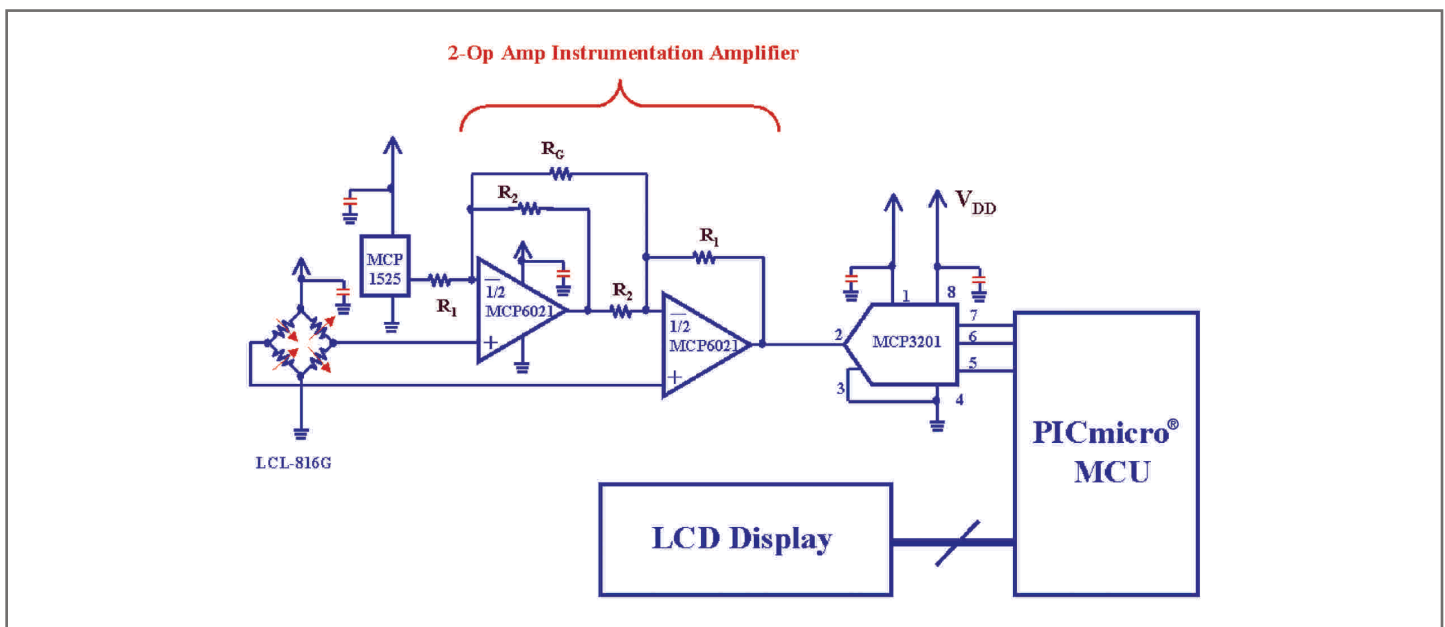 2-Op Amp Instrumentation Amplifier
RG
R2
R1
VDD
MCP
1525
R1
1/2
MCP6021
R2
1/2
MCP6021
1
8
2
MCP3201
7
6
5
3
4
LCL-816G
PICmicro®
MCU
LCD Display